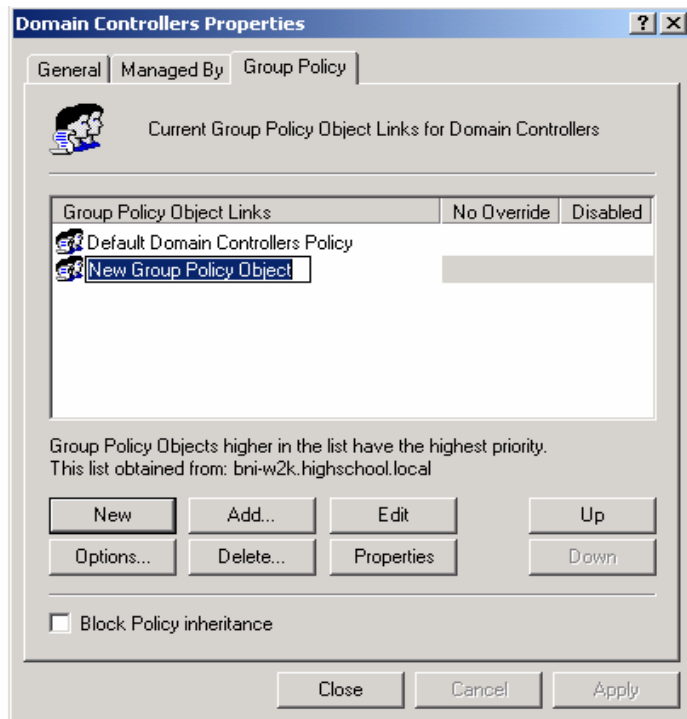 Domain Controllers Properties
General Managed By Group Policy
Current Group Policy Object Links for Domain Controllers
Group Policy Object Links No Override Disabled
Default Domain Controllers Policy
New Group Policy Object
Group Policy Objects higher in the list have the highest priority.
This list obtained from: bni-w2k.highschool.local
New Add... Edit Up
Options... Delete... Properties Down
Block Policy inheritance
Close Cancel Apply